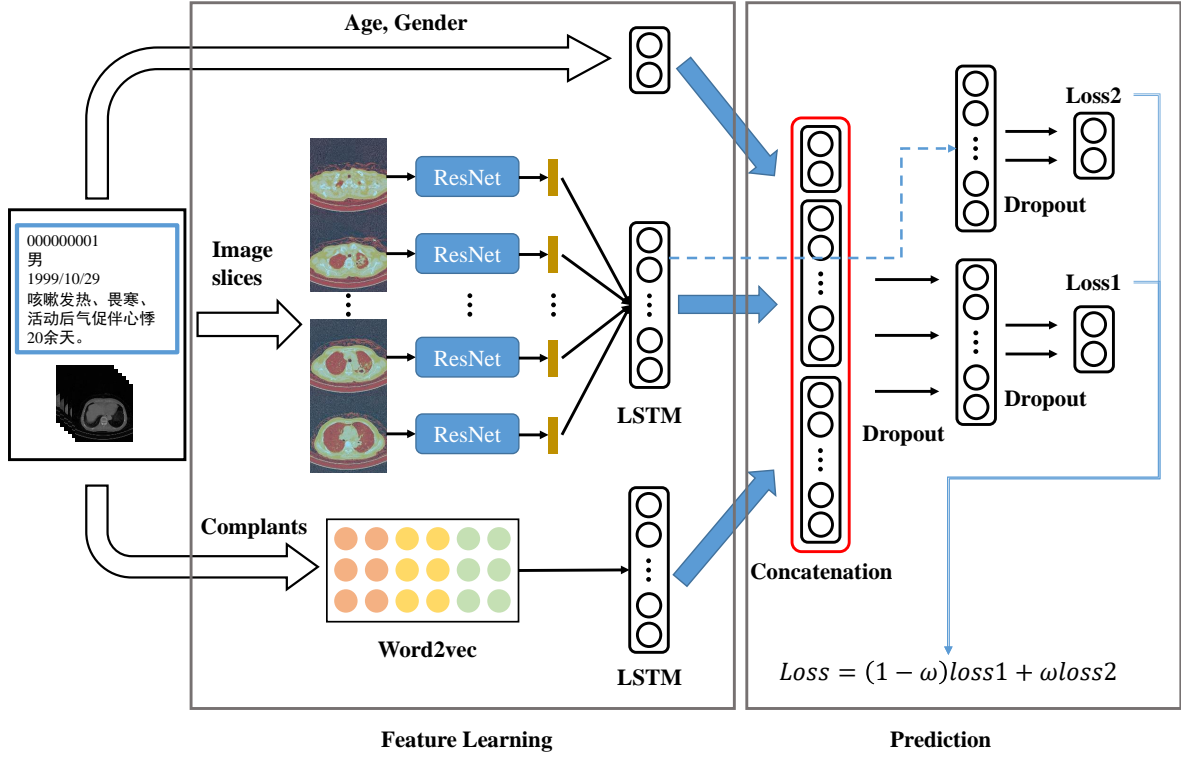 Age, Gender
Loss2
ResNet
Dropout
000000001
男
1999/10/29
咳嗽发热、畏寒、
活动后气促伴心悸
20余天。
Image
slices
ResNet
Loss1
ResNet
LSTM
Dropout
ResNet
Dropout
Complants
Concatenation
Word2vec
LSTM
Loss = (1 − ω)loss1 + ωloss2
Feature Learning
Prediction